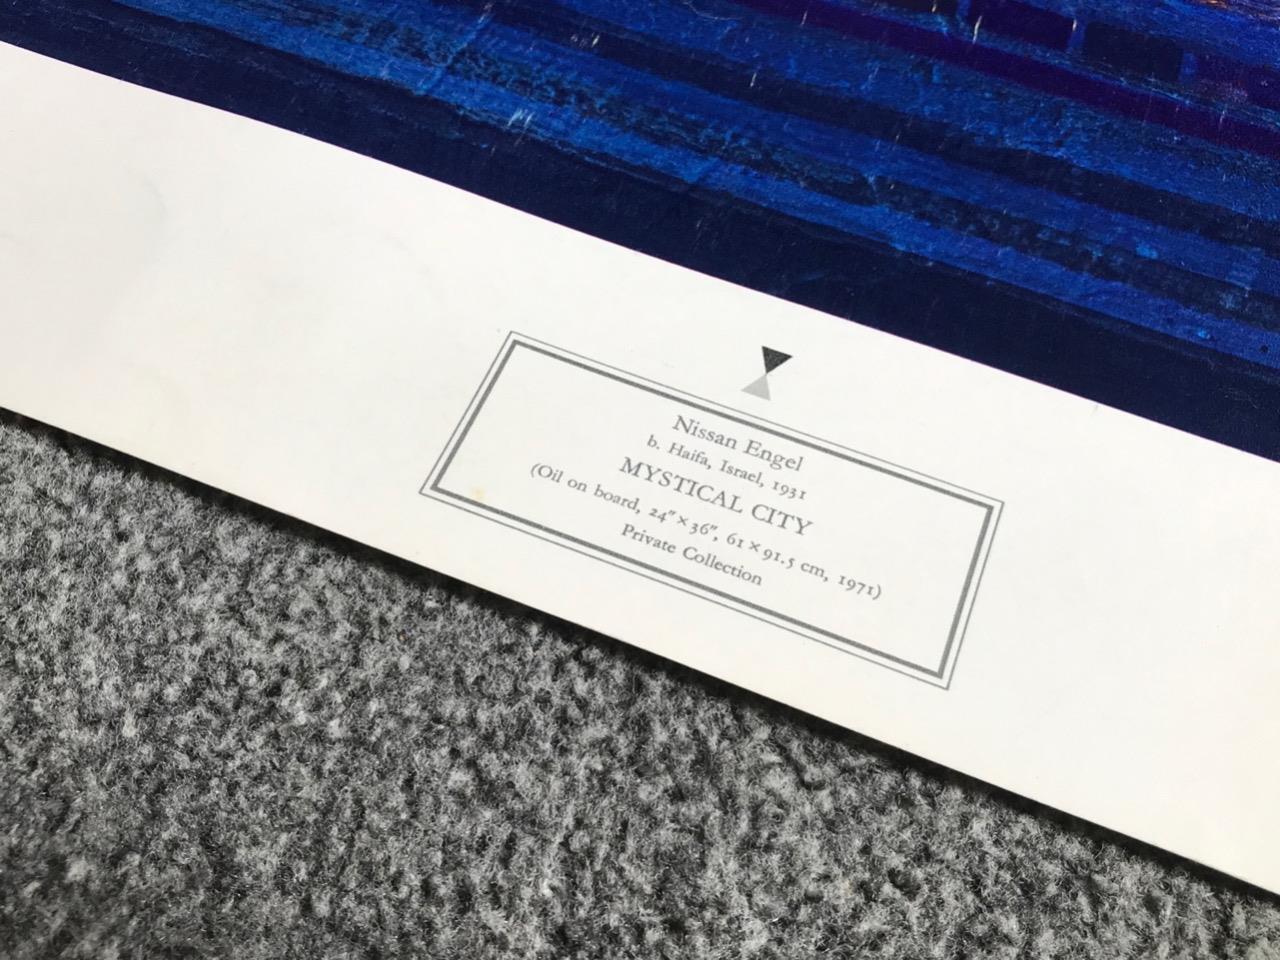 Nissan Engel
b. Haifa, Israel, 1931
MYSTICAL CITY
(Oil on board, 24" × 36", 61 × 91.5 cm, 1971)
Private Collection